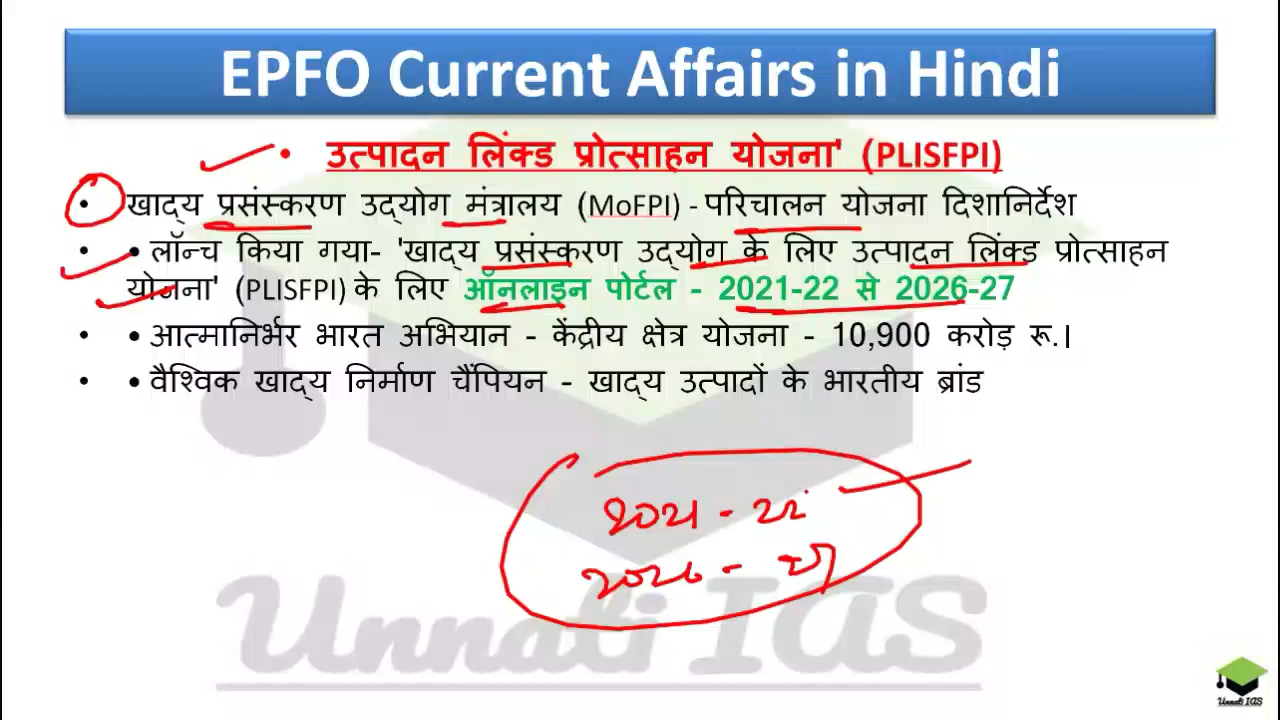 EPFO Current Affairs in Hindi
• उत्पादन लिंक्ड प्रोत्साहन योजना' (PLISFPI)
• खाद्य प्रसंस्करण उद्योग मंत्रालय (MoFPI) - परिचालन योजना दिशानिर्देश
• • लॉन्च किया गया- 'खाद्य प्रसंस्करण उद्योग के लिए उत्पादन लिंक्ड प्रोत्साहन
योजना' (PLISFPI) के लिए ऑनलाइन पोर्टल - 2021-22 से 2026-27
• • आत्मानिर्भर भारत अभियान - केंद्रीय क्षेत्र योजना - 10,900 करोड़ रू.।
• • वैश्विक खाद्य निर्माण चैंपियन - खाद्य उत्पादों के भारतीय ब्रांड
2021 - 22
2026 - 27
Unnati IAS
Unnati IAS